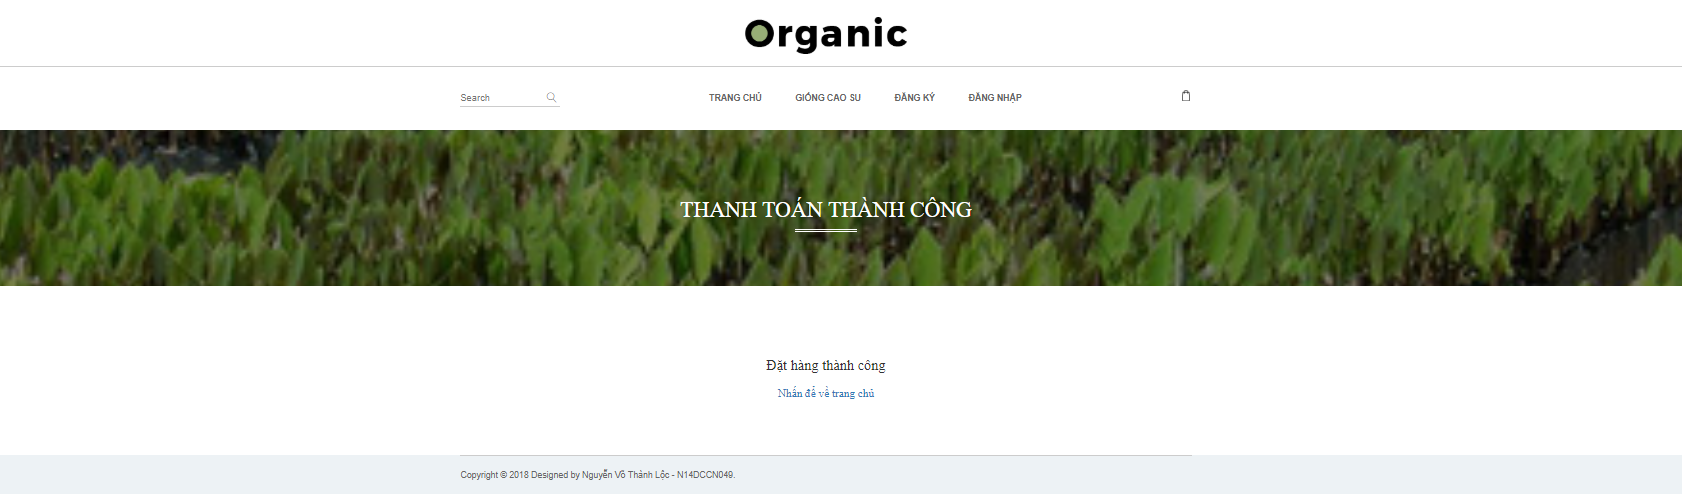 Organic
Search
TRANG CHỦ
GIỐNG CAO SU
ĐĂNG KÝ
ĐĂNG NHẬP
THANH TOÁN THÀNH CÔNG
Đặt hàng thành công
Nhấn để về trang chủ
Copyright © 2018 Designed by Nguyễn Võ Thành Lộc - N14DCCN049.